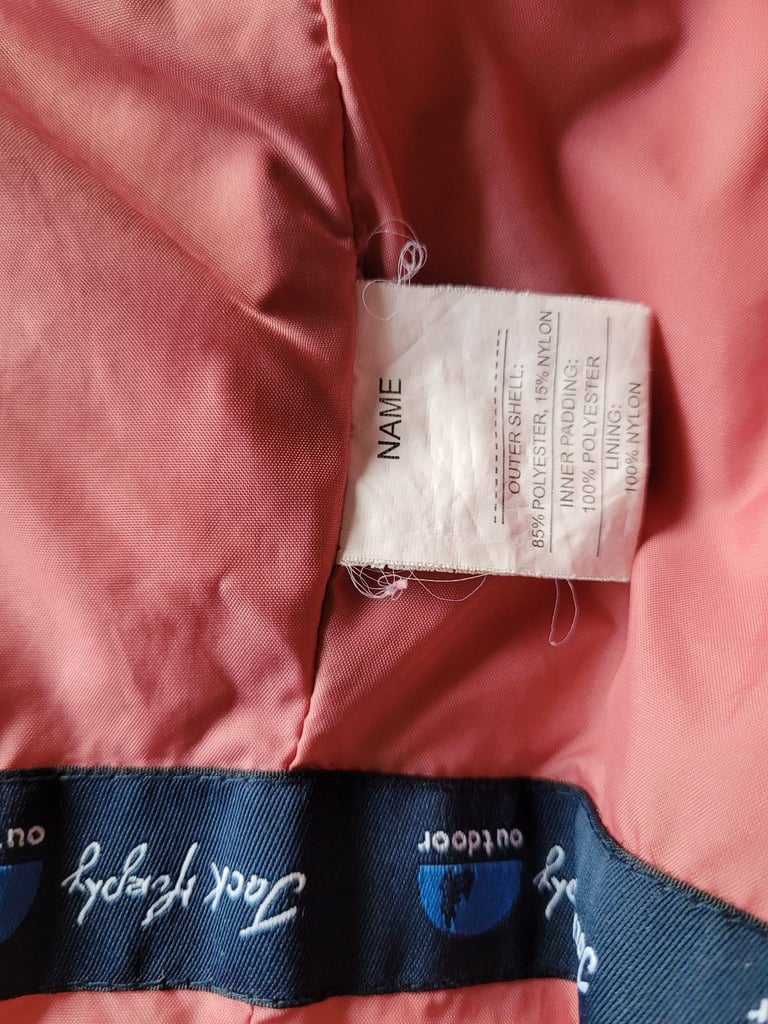 NAME
OUTER SHELL:
85% POLYESTER, 15% NYLON
INNER PADDING:
100% POLYESTER
LINING:
100% NYLON
outdoor
Jack Murphy